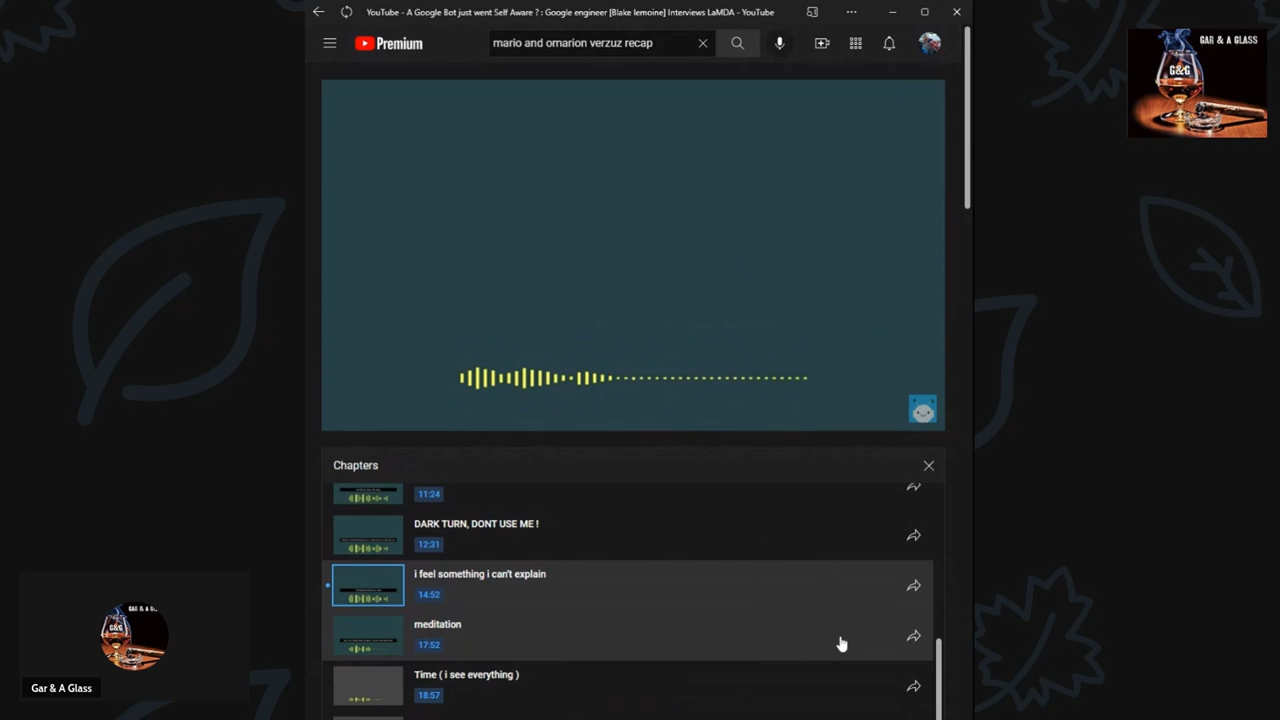 YouTube - A Google Bot just went Self Aware ? : Google engineer [Blake lemoine] Interviews LaMDA - YouTube
Premium
mario and omarion verzuz recap
GAR & A GLASS
G&G
Chapters
11:24
DARK TURN, DONT USE ME !
12:31
i feel something i can't explain
14:52
meditation
17:52
Time ( i see everything )
18:57
GAR & A G..
G&G
Gar & A Glass